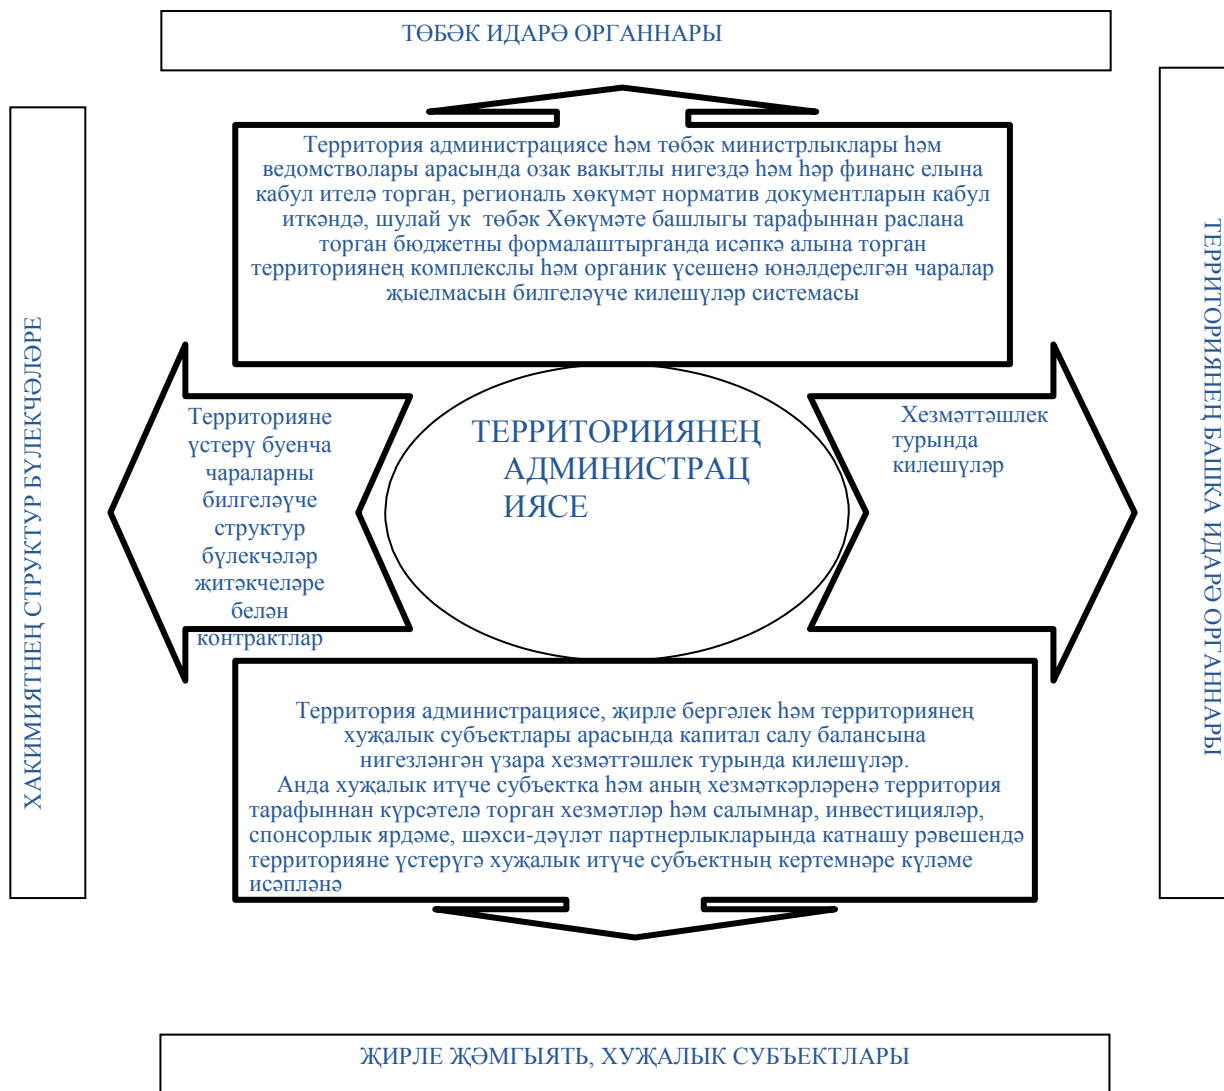 ТӨБӘК ИДАРӘ ОРГАННАРЫ
Территория администрациясе һәм төбәк министрлыклары һәм
ведомстволары арасында озак вакытлы нигездә һәм һәр финанс елына
кабул ителә торган, региональ хөкүмәт норматив документларын кабул
иткәндә, шулай ук төбәк Хөкүмәте башлыгы тарафыннан раслана
торган бюджетны формалаштырганда исәпкә алына торган
территориянең комплекслы һәм органик үсешенә юнәлдерелгән чаралар
җыелмасын билгеләүче килешүләр системасы
ХАКИМИЯТНЕҢ СТРУКТУР БҮЛЕКЧӘЛӘРЕ
Территорияне
үстерү буенча
чараларны
билгеләүче
структур
бүлекчәләр
җитәкчеләре
белән
контрактлар
ТЕРРИТОРИИЯНЕҢ
АДМИНИСТРАЦ
ИЯСЕ
Хезмәттәшлек
турында
килешүләр
ТЕРРИТОРИЯНЕҢ БАШКА ИДАРӘ ОРГАННАРЫ
Территория администрациясе, җирле бергәлек һәм территориянең
хуҗалык субъектлары арасында капитал салу балансына
нигезләнгән үзара хезмәттәшлек турында килешүләр.
Анда хуҗалык итүче субъектка һәм аның хезмәткәрләренә территория
тарафыннан күрсәтелә торган хезмәтләр һәм салымнар, инвестицияләр,
спонсорлык ярдәме, шәхси-дәүләт партнерлыкларында катнашу рәвешендә
территорияне үстерүгә хуҗалык итүче субъектның кертемнәре күләме
исәпләнә
ҖИРЛЕ ҖӘМГЫЯТЬ, ХУҖАЛЫК СУБЪЕКТЛАРЫ